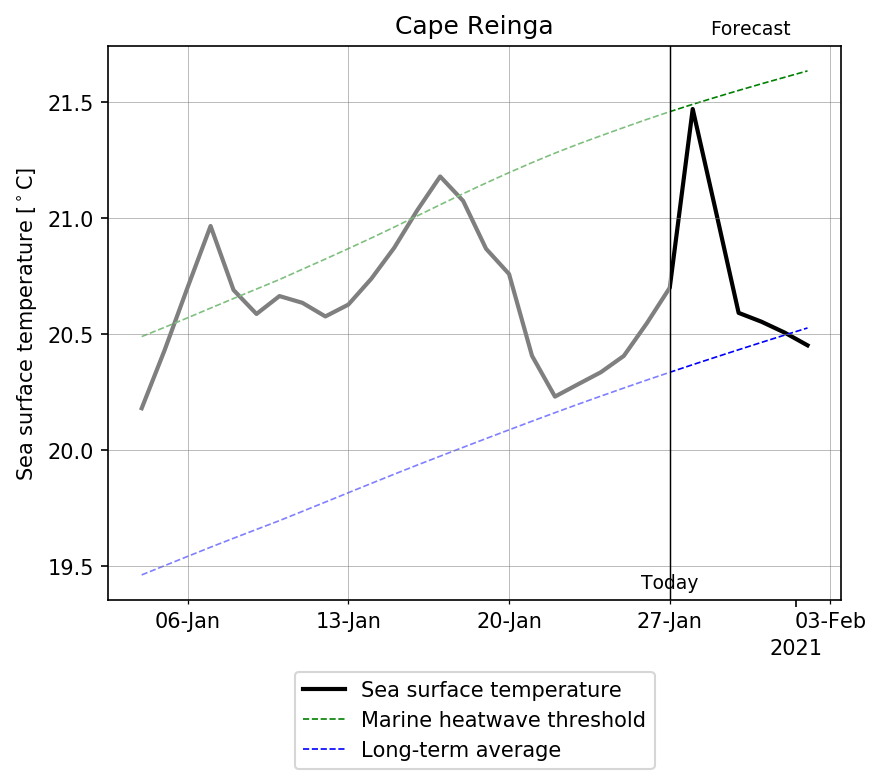 Cape Reinga
Forecast
Sea surface temperature [°C]
21.5
21.0
20.5
20.0
19.5
Today
06-Jan
13-Jan
20-Jan
27-Jan
03-Feb
2021
Sea surface temperature
Marine heatwave threshold
Long-term average